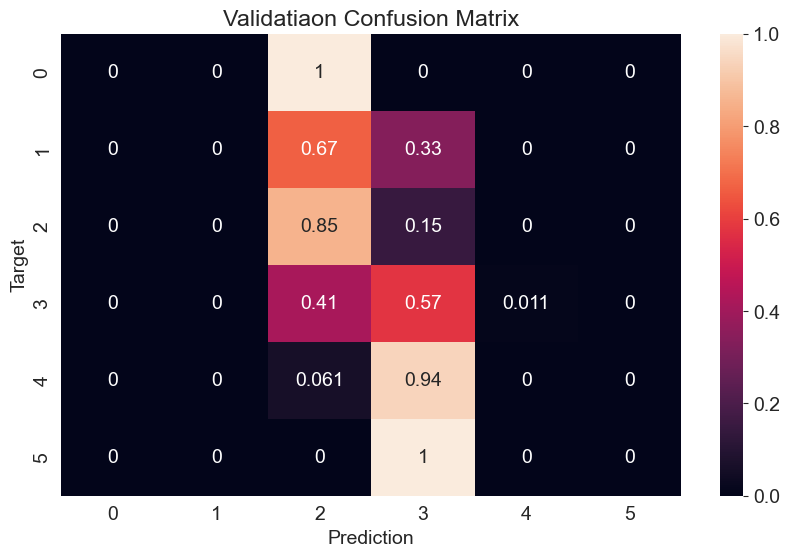 Validatiaon Confusion Matrix
0 0 0 1 0 0 0
1 0 0 0.67 0.33 0 0
2 0 0 0.85 0.15 0 0
3 0 0 0.41 0.57 0.011 0
4 0 0 0.061 0.94 0 0
5 0 0 0 1 0 0
0 1 2 3 4 5
Target
Prediction
1.0
0.8
0.6
0.4
0.2
0.0